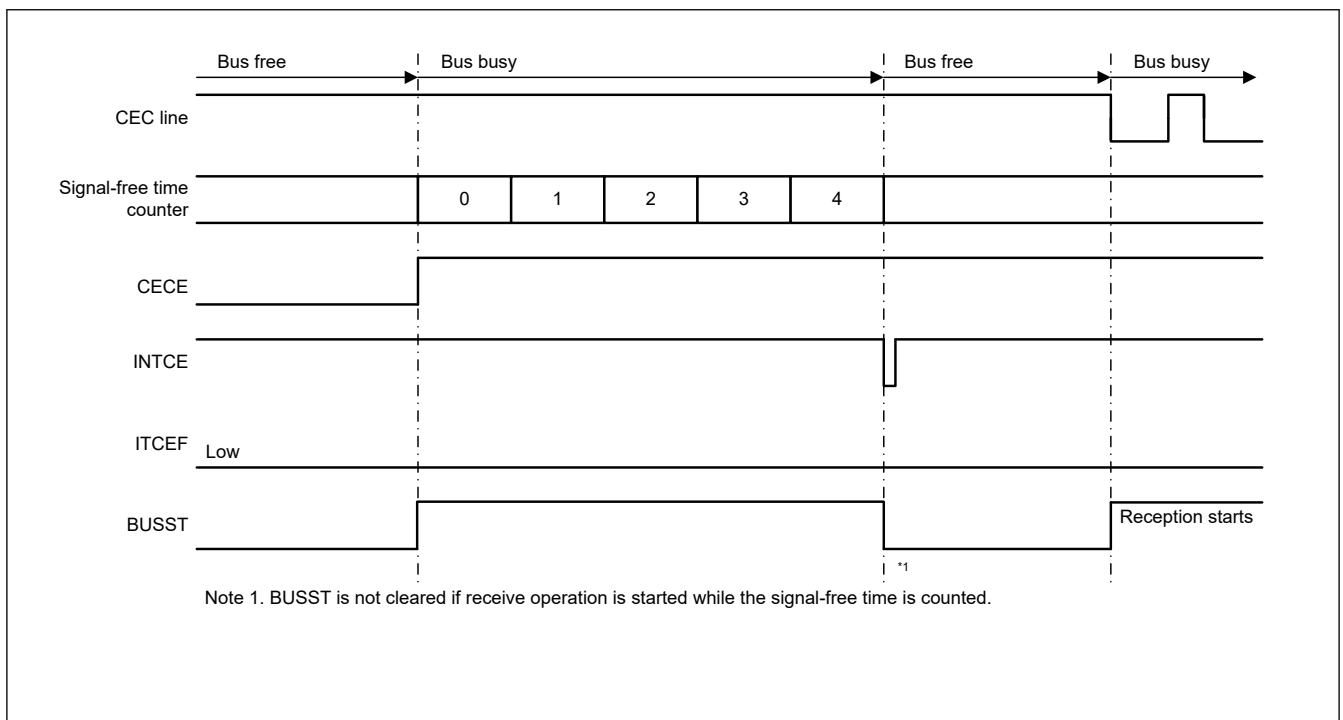 Bus free
Bus busy
Bus free
Bus busy
CEC line
Signal-free time
counter
0
1
2
3
4
CECE
INTCE
ITCEF
Low
BUSST
Reception starts
*1
Note 1. BUSST is not cleared if receive operation is started while the signal-free time is counted.